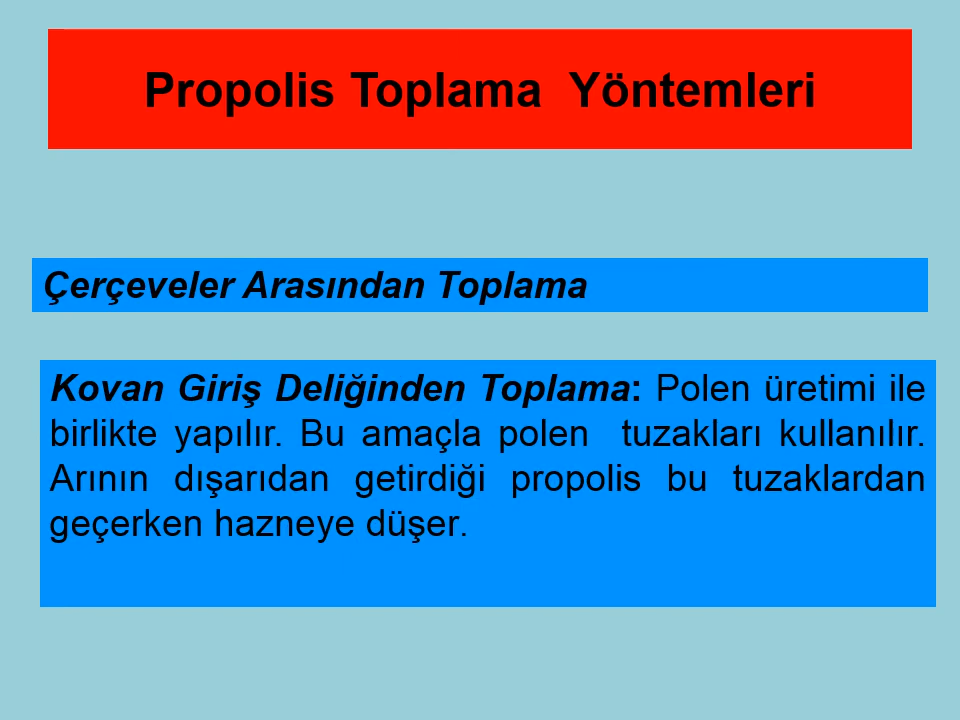 Propolis Toplama  Yöntemleri
Çerçeveler Arasından Toplama
Kovan Giriş Deliğinden Toplama: Polen üretimi ile
birlikte yapılır. Bu amaçla polen  tuzakları kullanılır.
Arının dışarıdan getirdiği propolis bu tuzaklardan
geçerken hazneye düşer.